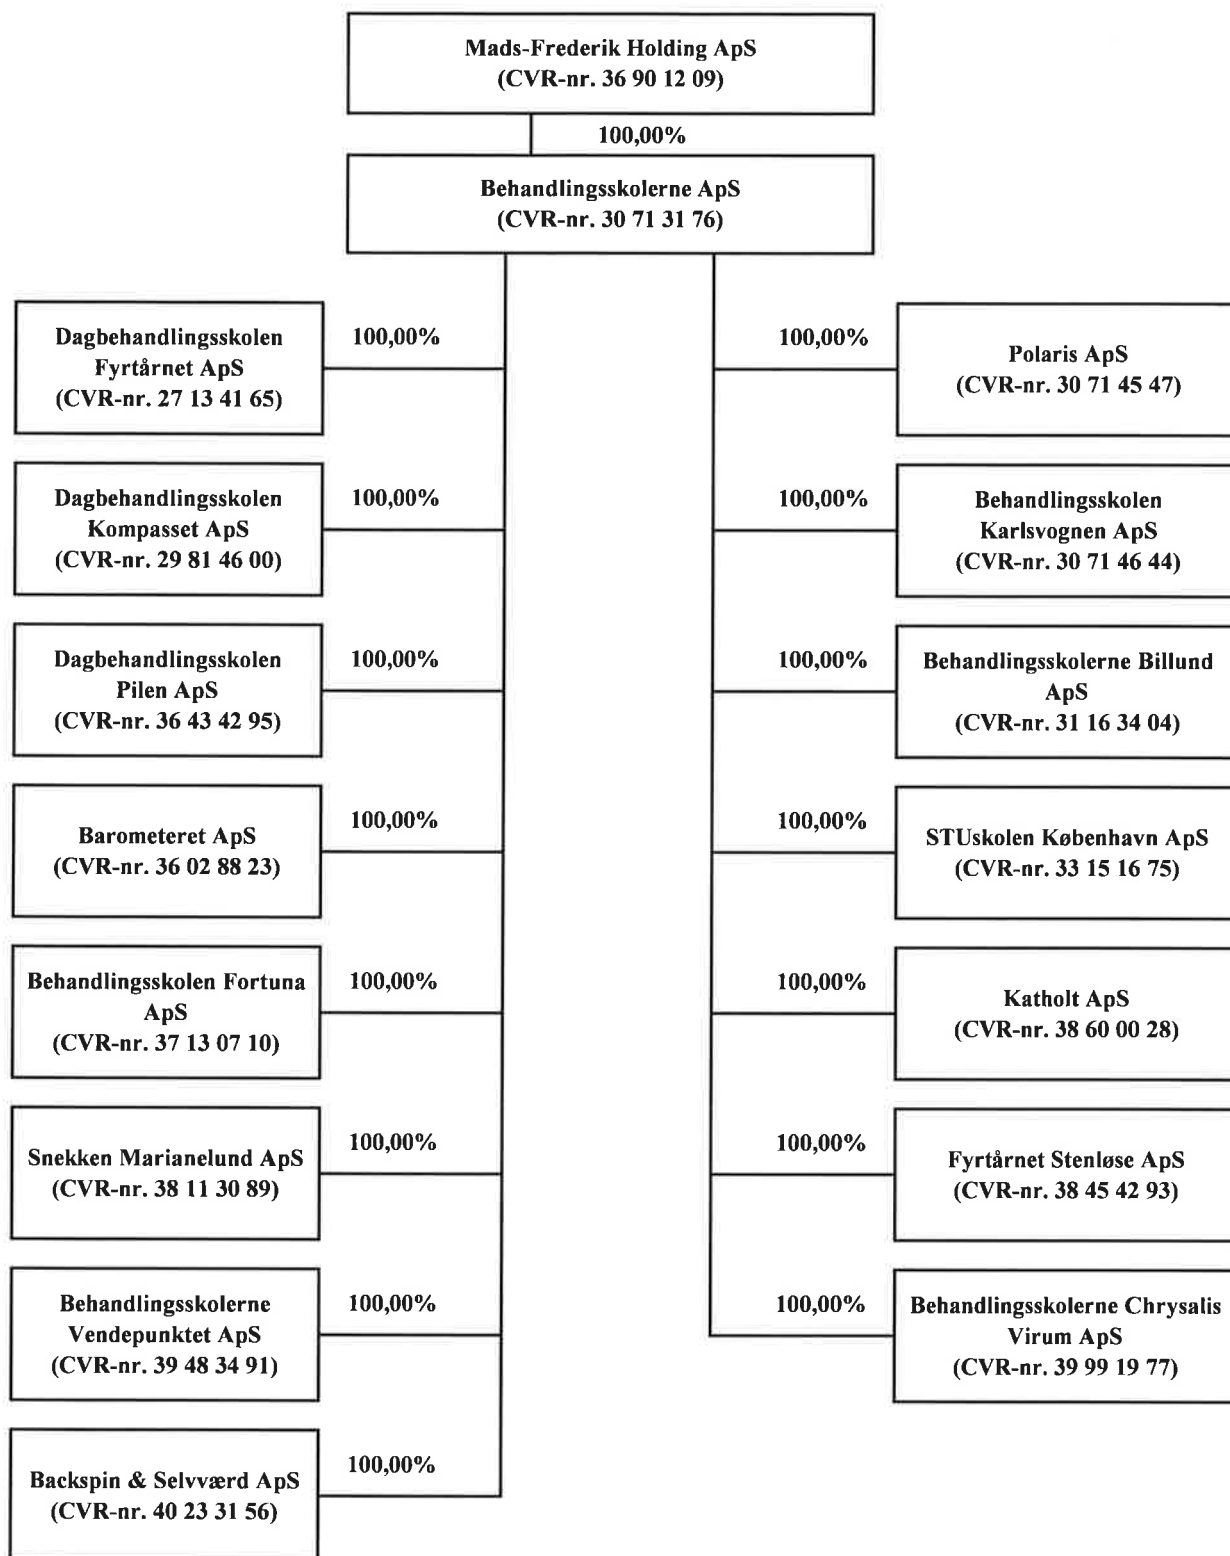 Mads-Frederik Holding ApS
(CVR-nr. 36 90 12 09)
100,00%
Behandlingsskolerne ApS
(CVR-nr. 30 71 31 76)
Dagbehandlingsskolen
Fyrtårnet ApS
(CVR-nr. 27 13 41 65)
100,00%
100,00%
Polaris ApS
(CVR-nr. 30 71 45 47)
Dagbehandlingsskolen
Kompasset ApS
(CVR-nr. 29 81 46 00)
100,00%
100,00%
Behandlingsskolen
Karlsvognen ApS
(CVR-nr. 30 71 46 44)
Dagbehandlingsskolen
Pilen ApS
(CVR-nr. 36 43 42 95)
100,00%
100,00%
Behandlingsskolerne Billund
ApS
(CVR-nr. 31 16 34 04)
Barometeret ApS
(CVR-nr. 36 02 88 23)
100,00%
100,00%
STUskolen København ApS
(CVR-nr. 33 15 16 75)
Behandlingsskolen Fortuna
ApS
(CVR-nr. 37 13 07 10)
100,00%
100,00%
Katholt ApS
(CVR-nr. 38 60 00 28)
Snekken Marianelund ApS
(CVR-nr. 38 11 30 89)
100,00%
100,00%
Fyrtårnet Stenløse ApS
(CVR-nr. 38 45 42 93)
Behandlingsskolerne
Vendepunktet ApS
(CVR-nr. 39 48 34 91)
100,00%
100,00%
Behandlingsskolerne Chrysalis
Virum ApS
(CVR-nr. 39 99 19 77)
Backspin & Selvværd ApS
(CVR-nr. 40 23 31 56)
100,00%